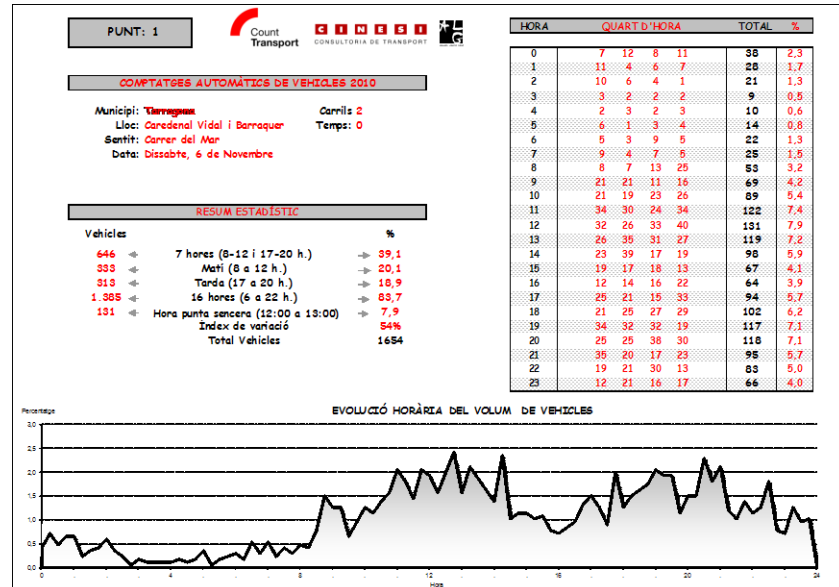 PUNT: 1
Count
Transport
CINESI
CONSULTORIA DE TRANSPORT
COMPTATGES AUTOMÀTICS DE VEHICLES 2010
Municipi: Carrils 2
Lloc: Caredenal Vidal i Barraquer Temps: 0
Sentit: Carrer del Mar
Data: Dissabte, 6 de Novembre
RESUM ESTADÍSTIC
Vehicles %
646 7 hores (8-12 i 17-20 h.) 39,1
333 Matí (8 a 12 h.) 20,1
313 Tarda (17 a 20 h.) 18,9
1.385 16 hores (6 a 22 h.) 83,7
131 Hora punta sencera (12:00 a 13:00) 7,9
Índex de variació 54%
Total Vehicles 1654
HORA QUART D'HORA TOTAL %
0 7 12 8 11 38 2,3
1 11 4 6 7 28 1,7
2 10 6 4 1 21 1,3
3 3 2 2 2 9 0,5
4 2 3 2 3 10 0,6
5 6 1 3 4 14 0,8
6 5 3 9 5 22 1,3
7 9 4 7 5 25 1,5
8 8 7 13 25 53 3,2
9 21 21 11 16 69 4,2
10 21 19 23 26 89 5,4
11 34 30 24 34 122 7,4
12 32 26 33 40 131 7,9
13 26 35 31 27 119 7,2
14 23 39 17 19 98 5,9
15 19 17 18 13 67 4,1
16 12 14 16 22 64 3,9
17 25 21 15 33 94 5,7
18 21 25 27 29 102 6,2
19 34 32 32 19 117 7,1
20 25 25 38 30 118 7,1
21 35 20 17 23 95 5,7
22 19 21 30 13 83 5,0
23 12 21 16 17 66 4,0
EVOLUCIÓ HORÀRIA DEL VOLUM DE VEHICLES
Percentatge
3,0
2,5
2,0
1,5
1,0
0,5
0,0
0 2 4 6 8 10 12 14 16 18 20 22 24
Hora